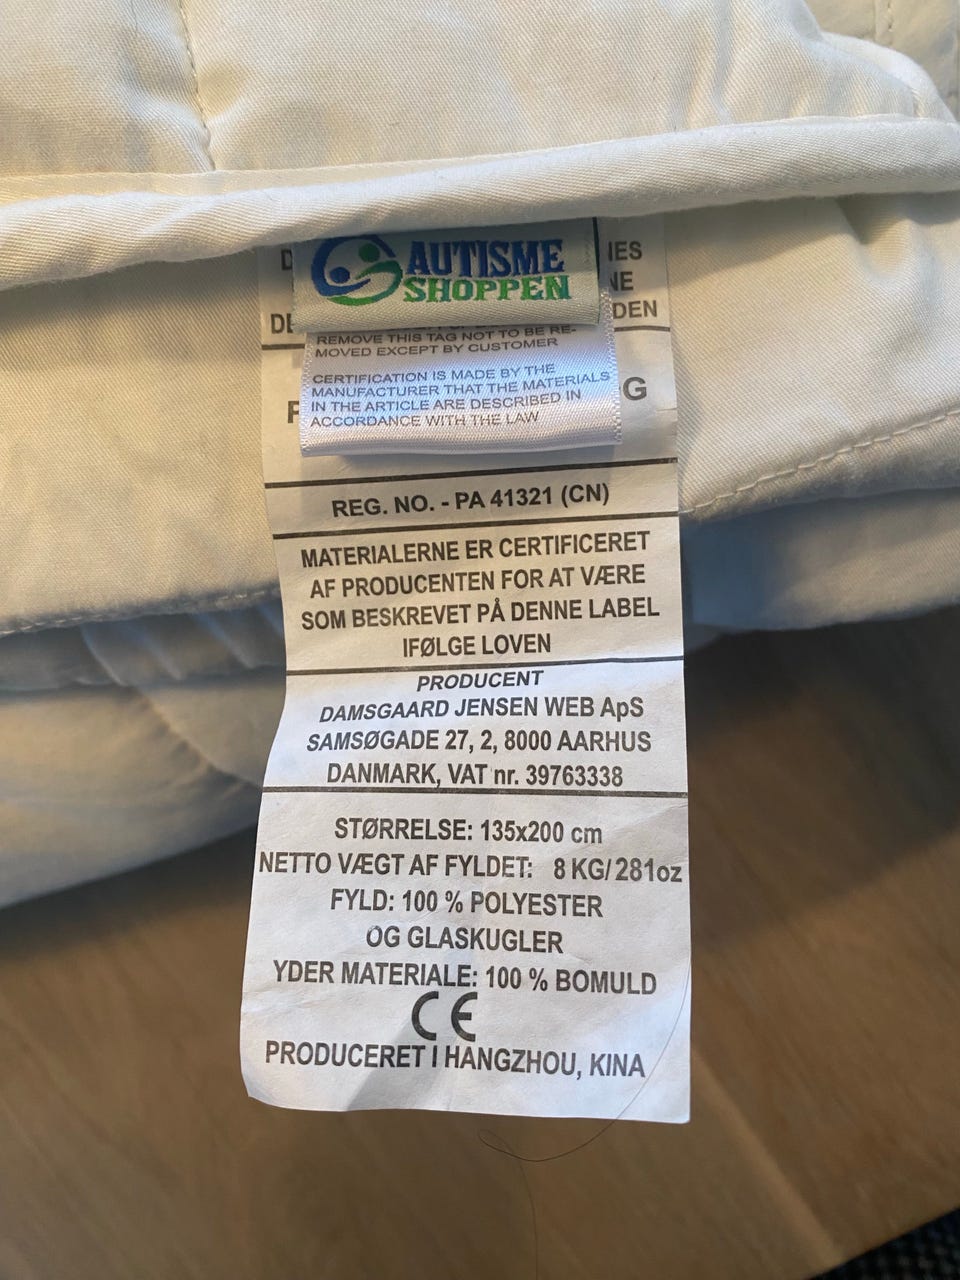 AUTISME
SHOPPEN
REMOVE THIS TAG NOT TO BE RE-
MOVED EXCEPT BY CUSTOMER
CERTIFICATION IS MADE BY THE
MANUFACTURER THAT THE MATERIALS
IN THE ARTICLE ARE DESCRIBED IN
ACCORDANCE WITH THE LAW
REG. NO. - PA 41321 (CN)
MATERIALERNE ER CERTIFICERET
AF PRODUCENTEN FOR AT VÆRE
SOM BESKREVET PÅ DENNE LABEL
IFØLGE LOVEN
PRODUCENT
DAMSGAARD JENSEN WEB ApS
SAMSØGADE 27, 2, 8000 AARHUS
DANMARK, VAT nr. 39763338
STØRRELSE: 135x200 cm
NETTO VÆGT AF FYLDET: 8 KG/281oz
FYLD: 100 % POLYESTER
OG GLASKUGLER
YDER MATERIALE: 100 % BOMULD
CE
PRODUCERET I HANGZHOU, KINA